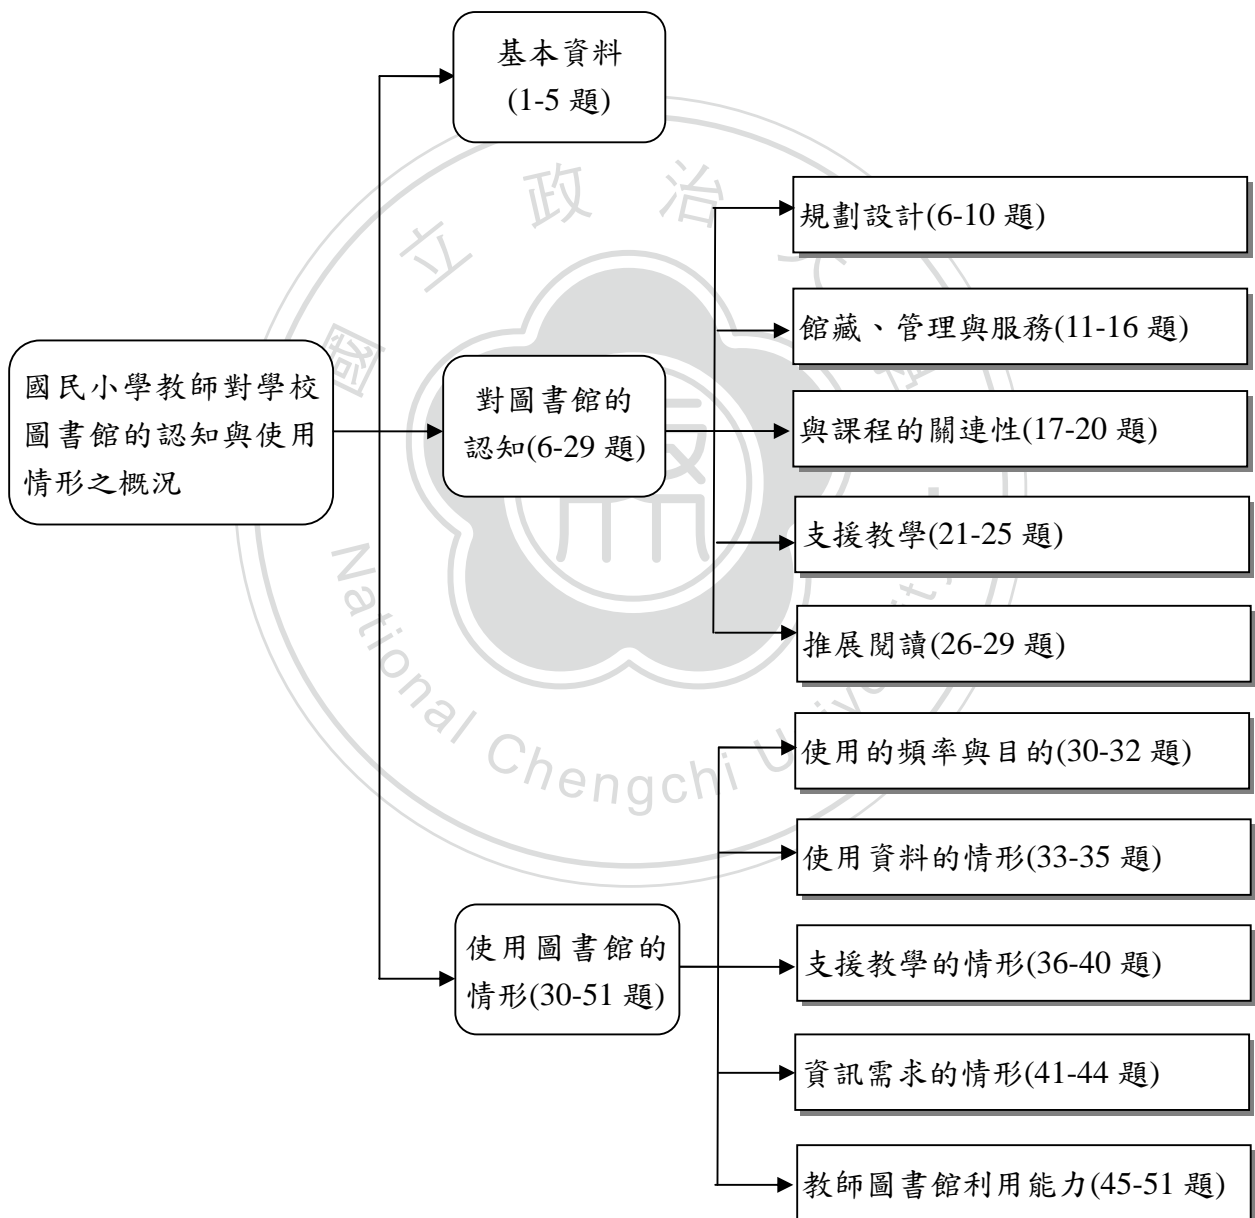 基本資料
(1-5 題)
國民小學教師對學校
圖書館的認知與使用
情形之概況
對圖書館的
認知(6-29 題)
規劃設計(6-10 題)
館藏、管理與服務(11-16 題)
與課程的關連性(17-20 題)
支援教學(21-25 題)
推展閱讀(26-29 題)
使用圖書館的
情形(30-51 題)
使用的頻率與目的(30-32 題)
使用資料的情形(33-35 題)
支援教學的情形(36-40 題)
資訊需求的情形(41-44 題)
教師圖書館利用能力(45-51 題)
國立政治
National Chengchi